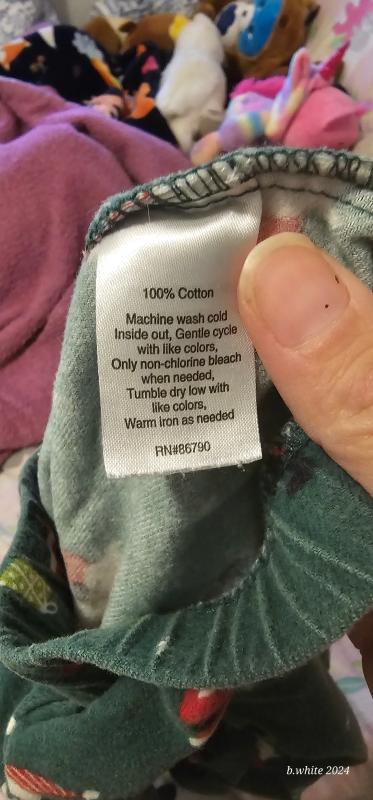 100% Cotton
Machine wash cold
Inside out, Gentle cycle
with like colors,
Only non-chlorine bleach
when needed,
Tumble dry low with
like colors,
Warm iron as needed
RN#86790
b.white 2024